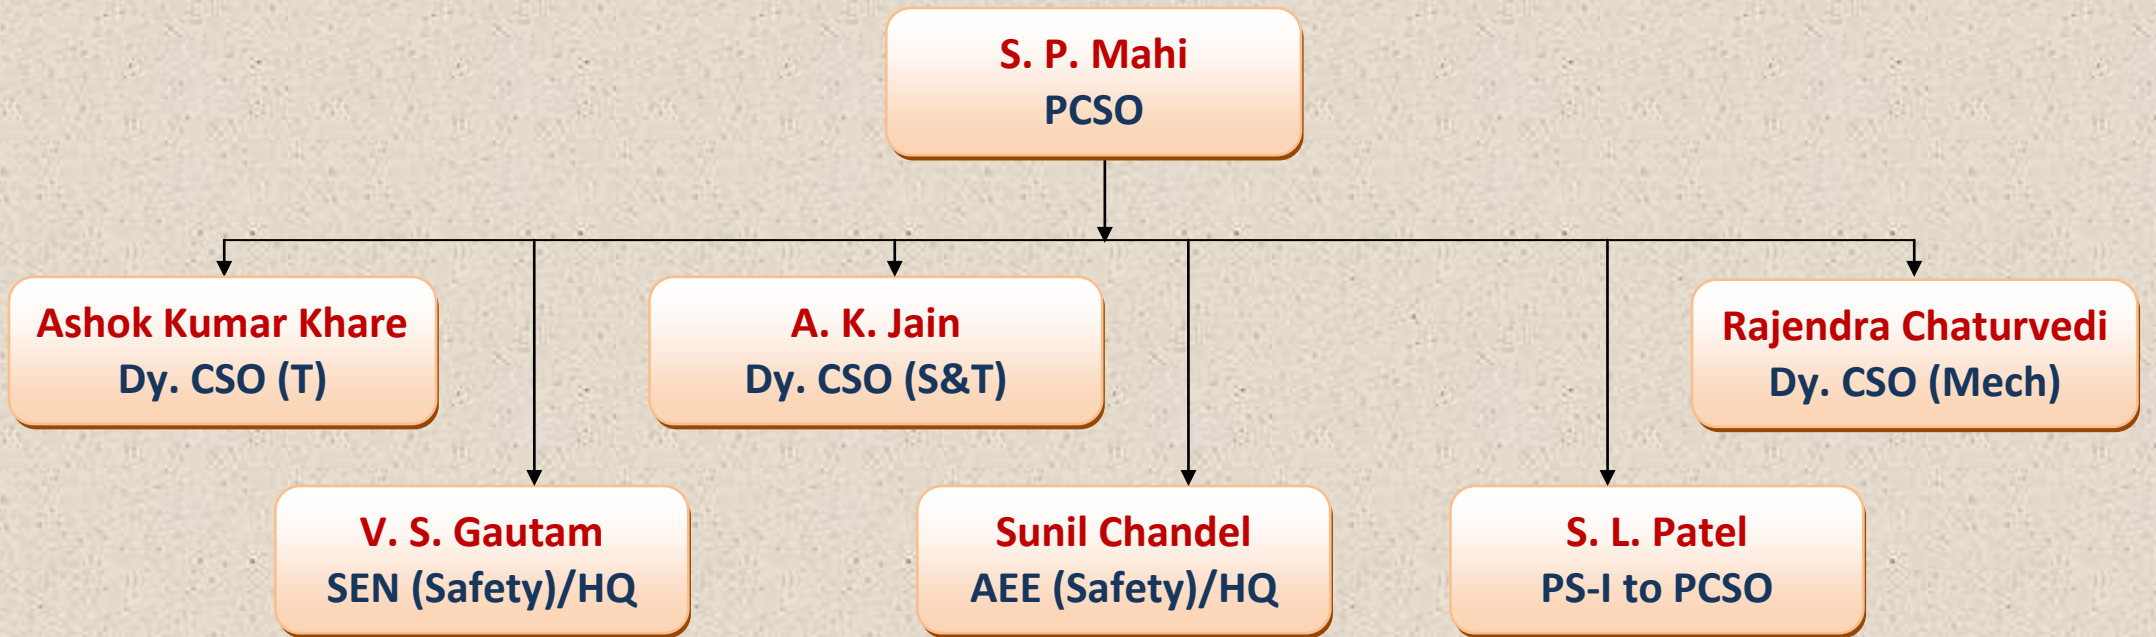 S. P. Mahi
PCSO
Ashok Kumar Khare
Dy. CSO (T)
A. K. Jain
Dy. CSO (S&T)
Rajendra Chaturvedi
Dy. CSO (Mech)
V. S. Gautam
SEN (Safety)/HQ
Sunil Chandel
AEE (Safety)/HQ
S. L. Patel
PS-I to PCSO